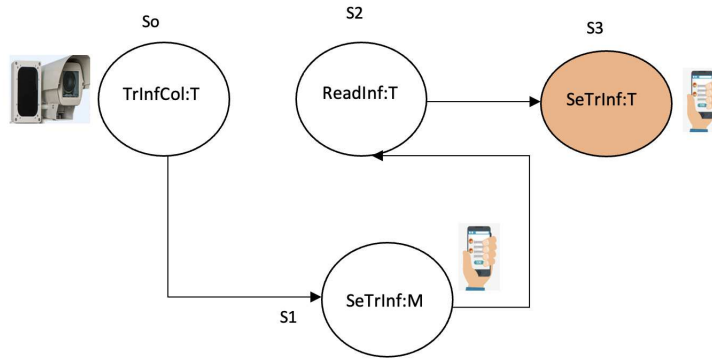 So
S2
S3
TrInfCol:T
ReadInf:T
SeTrInf:T
SeTrInf:M
S1